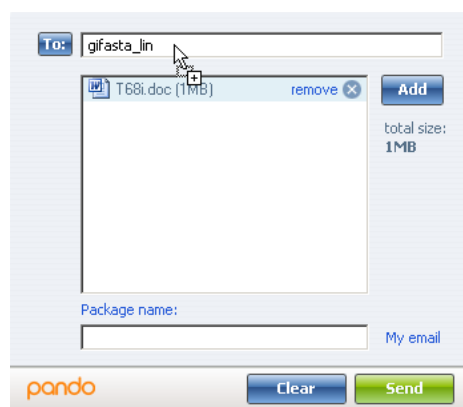 To: gifasta_lin
T68i.doc (1MB) remove Add
total size:
1MB
Package name:
My email
pando Clear Send